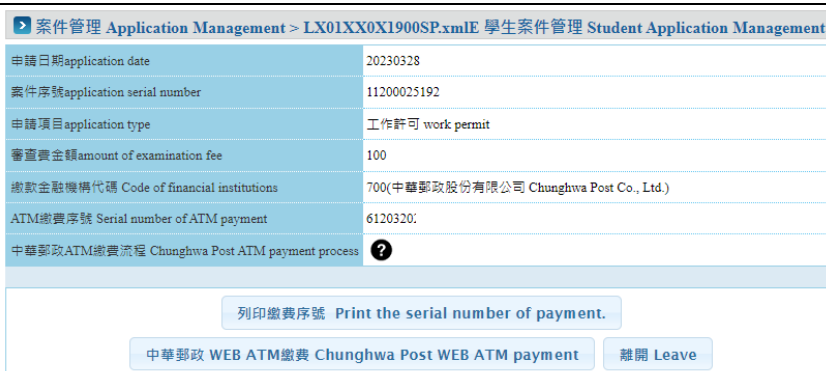 案件管理 Application Management > LX01XX0X1900SP.xmlE 學生案件管理 Student Application Management
申請日期application date 20230328
案件序號application serial number 11200025192
申請項目application type 工作許可 work permit
審查費金額amount of examination fee 100
繳款金融機構代碼 Code of financial institutions 700(中華郵政股份有限公司 Chunghwa Post Co., Ltd.)
ATM繳費序號 Serial number of ATM payment 6120320
中華郵政ATM繳費流程 Chunghwa Post ATM payment process ?
列印繳費序號 Print the serial number of payment.
中華郵政 WEB ATM繳費 Chunghwa Post WEB ATM payment 離開 Leave